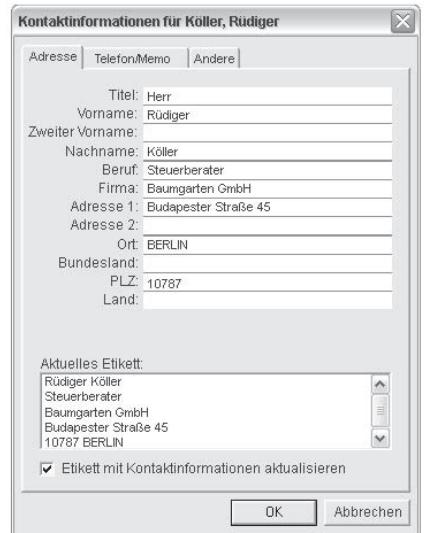 Kontaktinformationen für Köller, Rüdiger
Adresse Telefon/Memo Andere
Titel: Herr
Vorname: Rüdiger
Zweiter Vorname:
Nachname: Köller
Beruf: Steuerberater
Firma: Baumgarten GmbH
Adresse 1: Budapester Straße 45
Adresse 2:
Ort: BERLIN
Bundesland:
PLZ: 10787
Land:
Aktuelles Etikett:
Rüdiger Köller
Steuerberater
Baumgarten GmbH
Budapester Straße 45
10787 BERLIN
Etikett mit Kontaktinformationen aktualisieren
OK Abbrechen